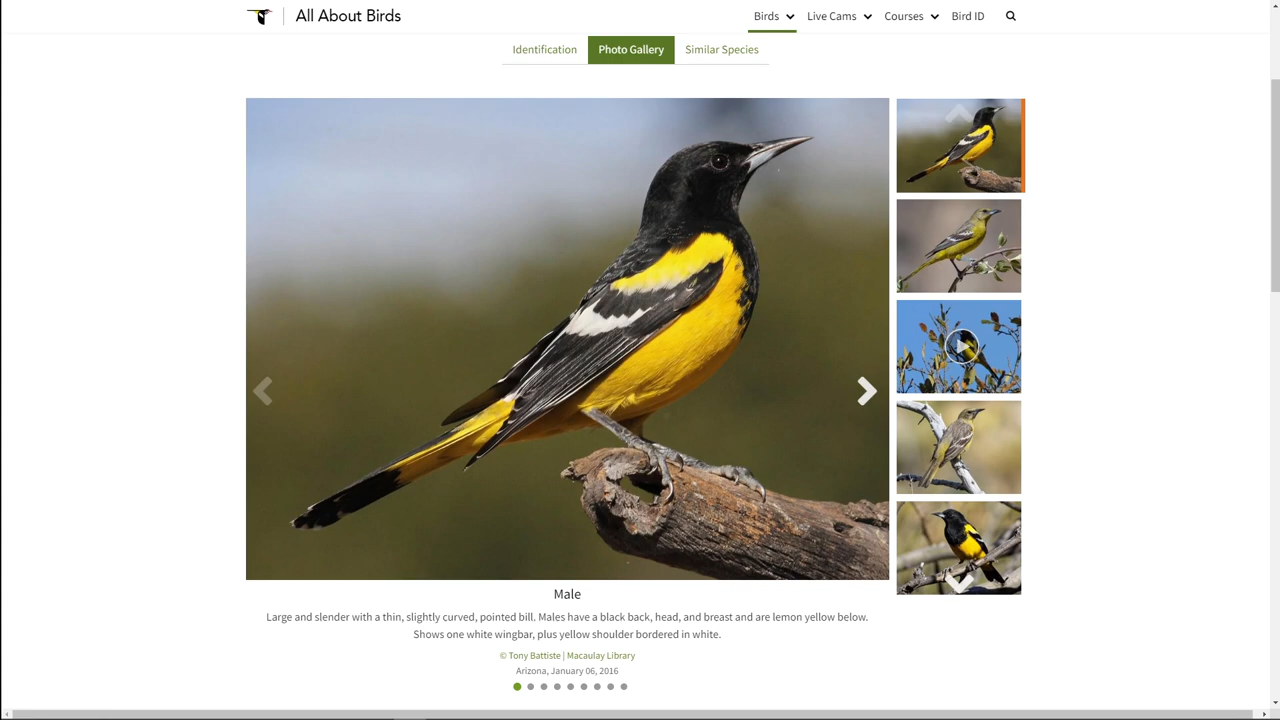 All About Birds
Birds Live Cams Courses Bird ID
Identification Photo Gallery Similar Species
Male
Large and slender with a thin, slightly curved, pointed bill. Males have a black back, head, and breast and are lemon yellow below.
Shows one white wingbar, plus yellow shoulder bordered in white.
© Tony Battiste | Macaulay Library
Arizona, January 06, 2016